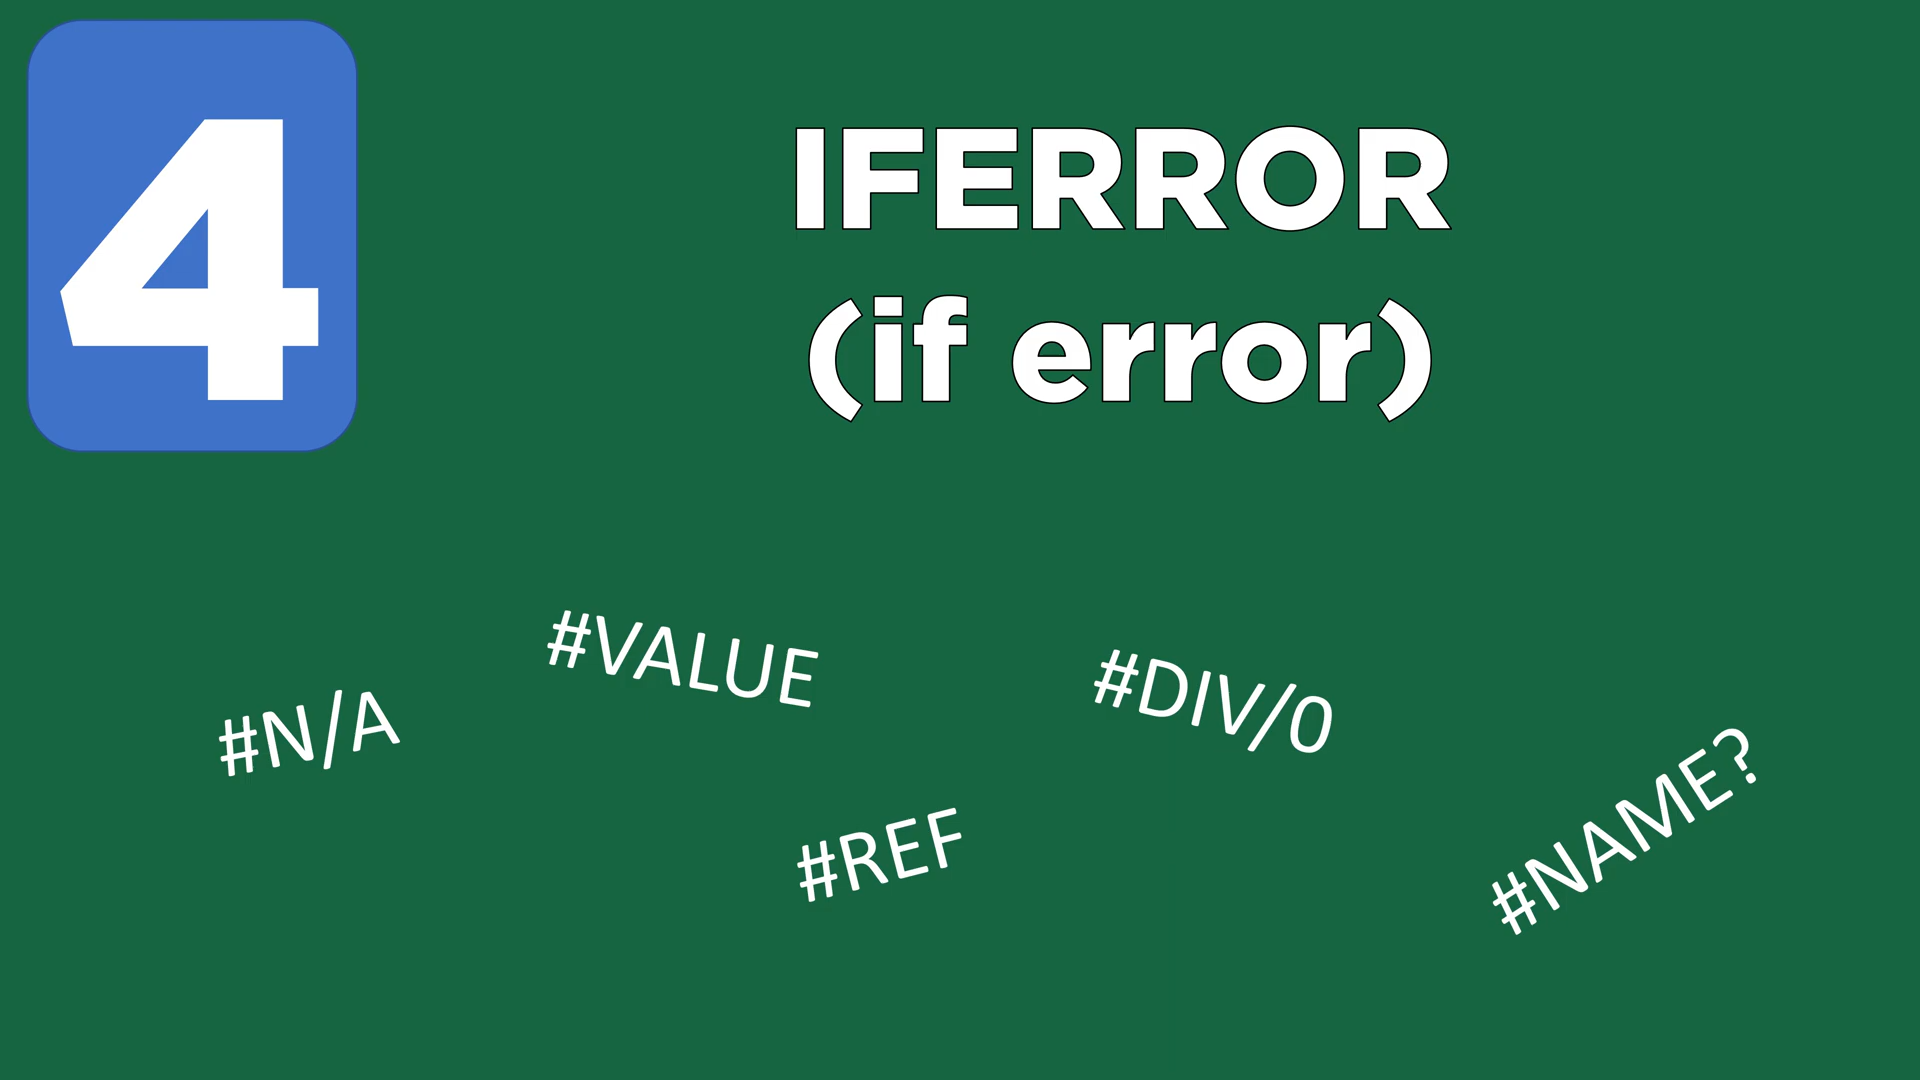 4
IFERROR
(if error)
#VALUE
#DIV/0
#N/A
#REF
#NAME?